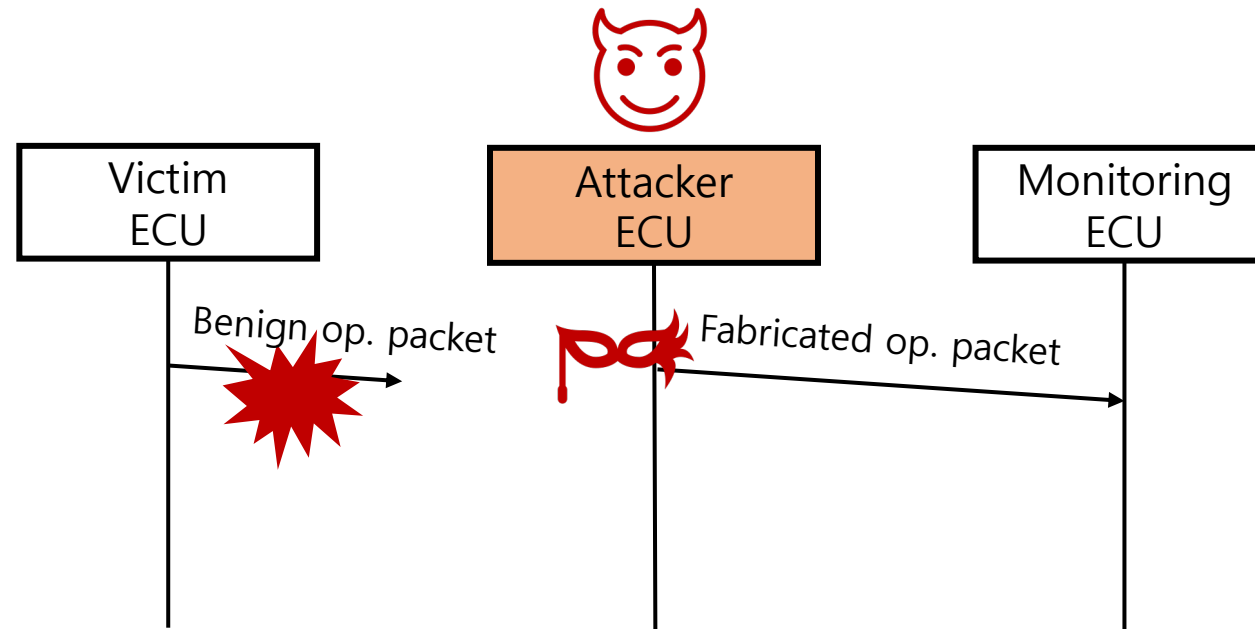 Victim
ECU
Attacker
ECU
Monitoring
ECU
Benign op. packet
Fabricated op. packet